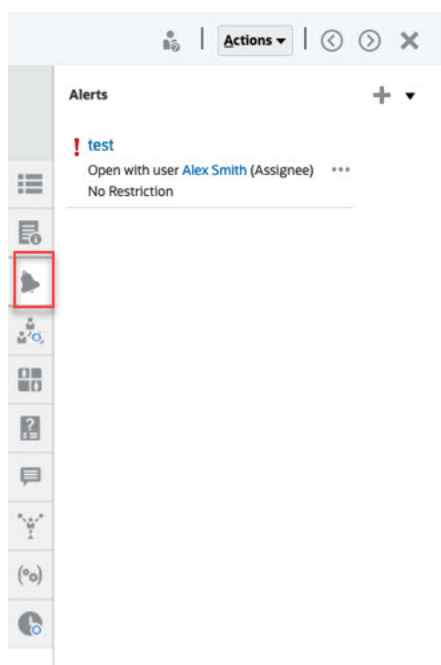 Actions
Alerts
test
Open with user Alex Smith (Assignee)
No Restriction